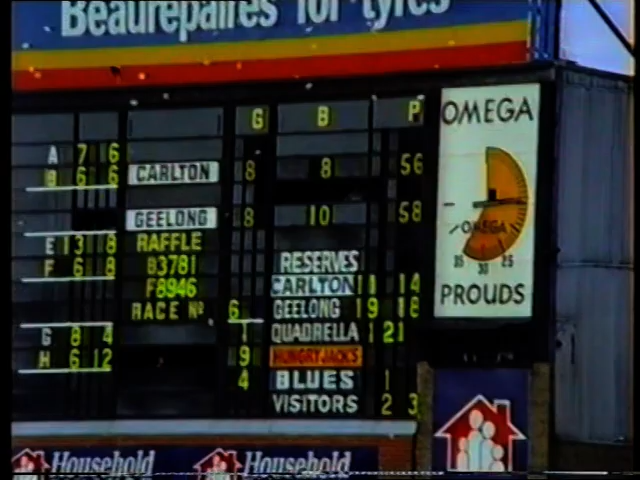 Beaurepaires for tyres
G B P
A 7 6
B 6 6
CARLTON 8 8 56
GEELONG 8 10 58
E 13 8 RAFFLE
F 6 8 B3781
F8946
RACE Nº 6
G 8 4 1
H 6 12 9
4
RESERVES
CARLTON 11 14
GEELONG 19 18
QUADRELLA 1 21
HUNGRY JACK'S
BLUES 1
VISITORS 2 3
OMEGA
OMEGA
35 30 25
PROUDS
Household Household